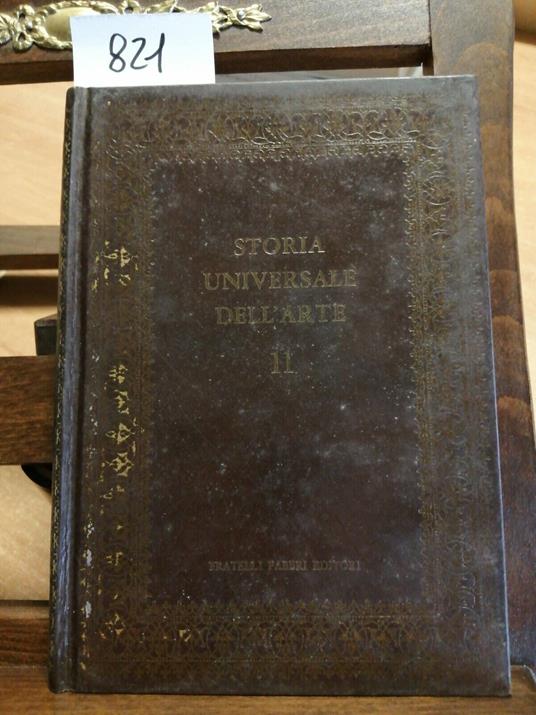 821
STORIA
UNIVERSALE
DELL'ARTE
11
FRATELLI FABBRI EDITORI